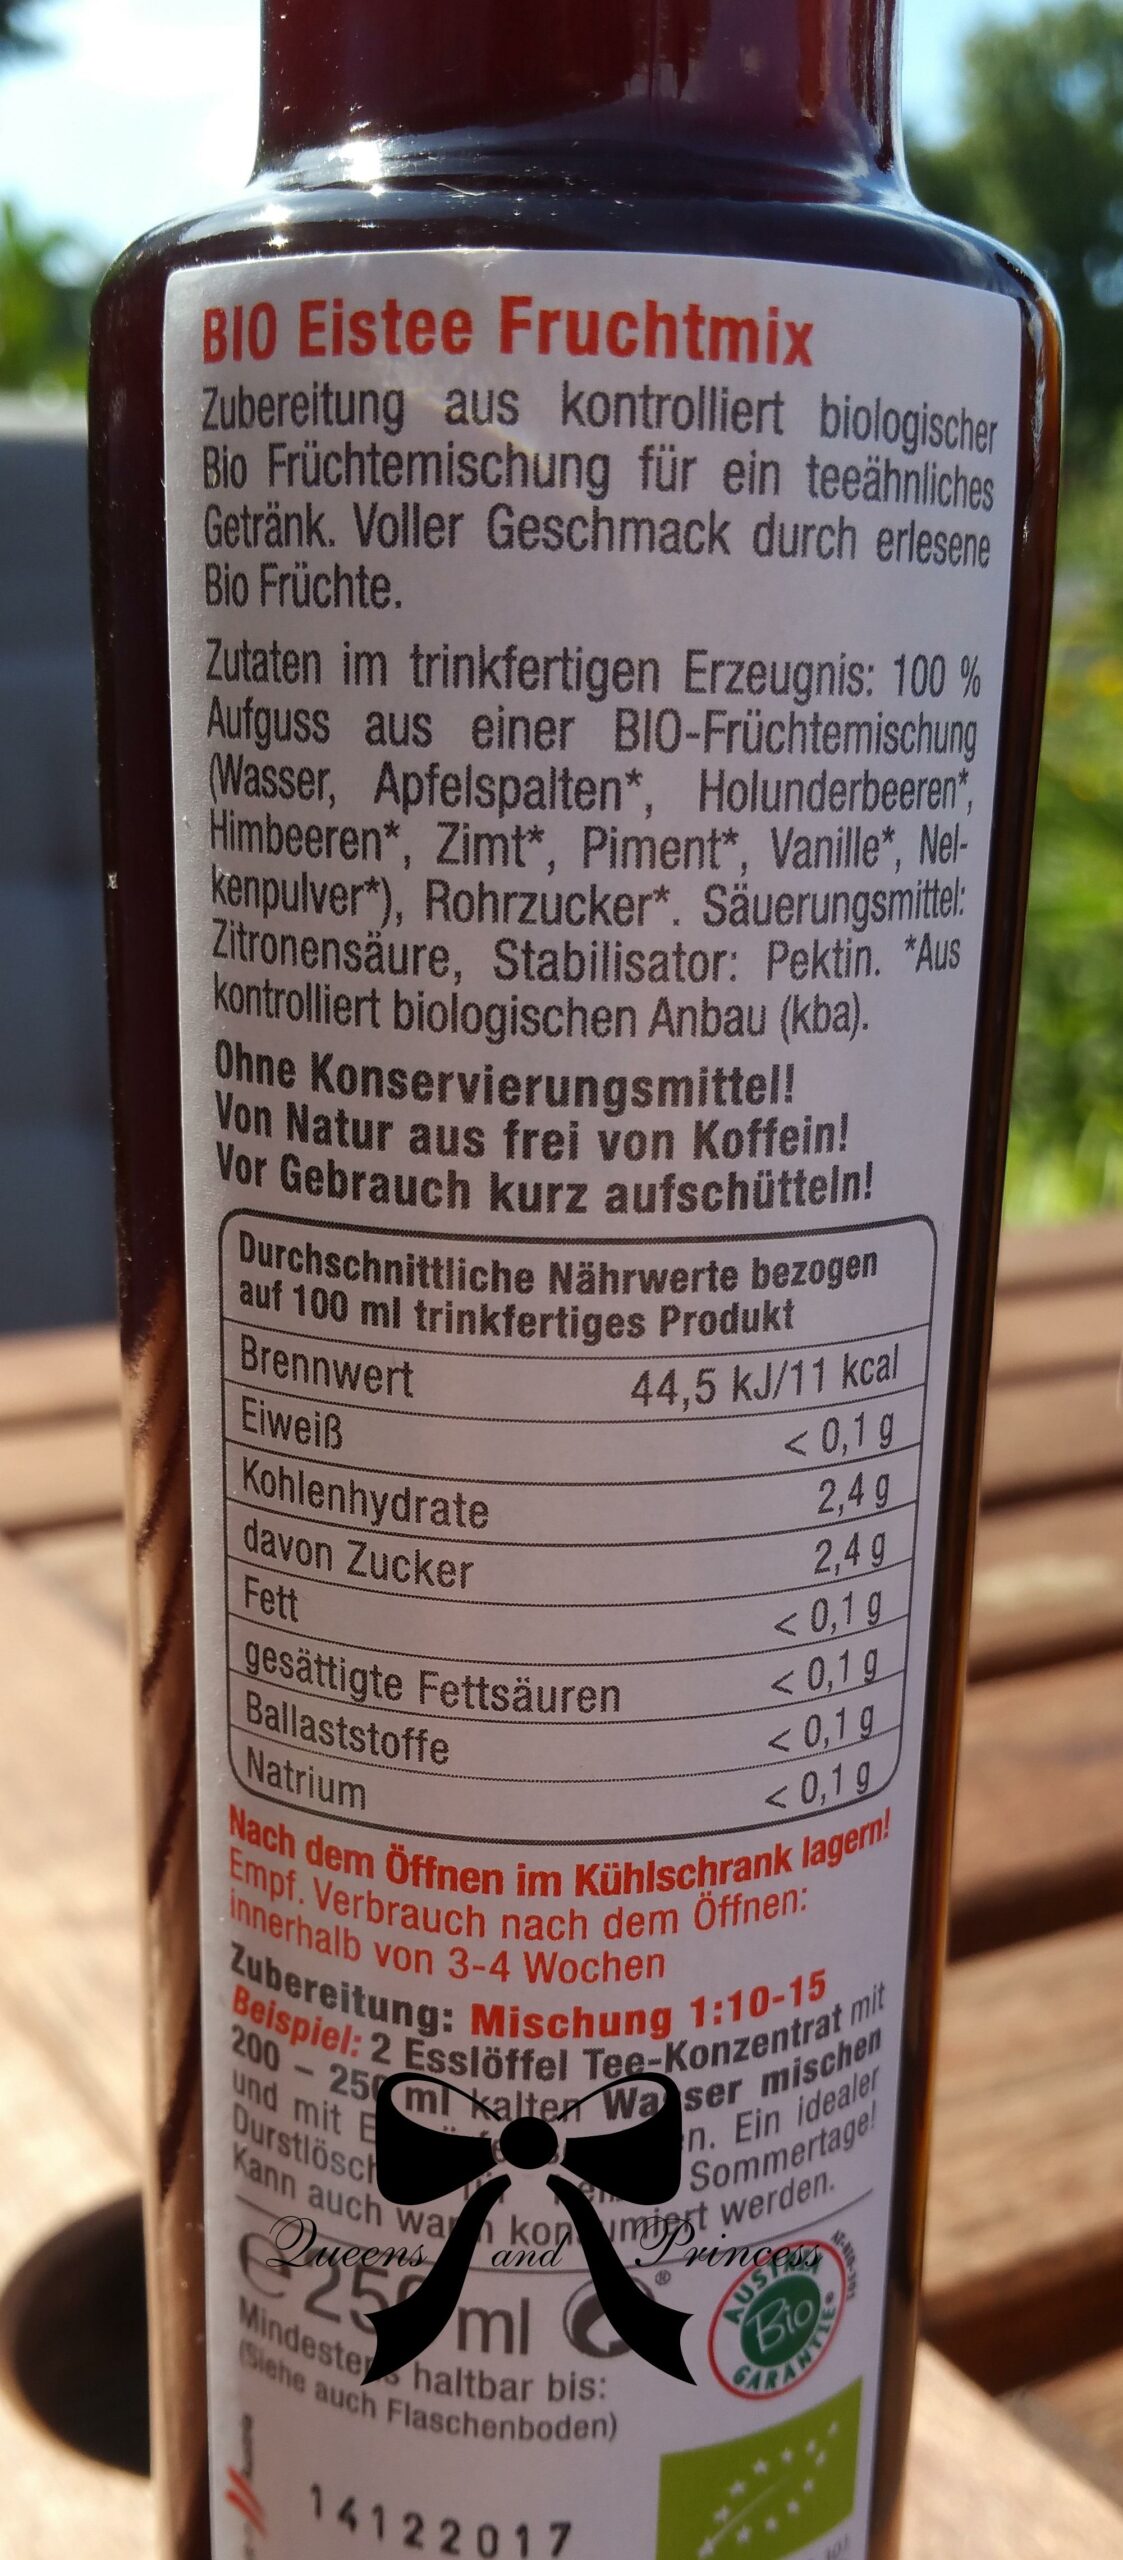 BIO Eistee Fruchtmix
Zubereitung aus kontrolliert biologischer
Bio Früchtemischung für ein teeähnliches
Getränk. Voller Geschmack durch erlesene
Bio Früchte.
Zutaten im trinkfertigen Erzeugnis: 100 %
Aufguss aus einer BIO-Früchtemischung
(Wasser, Apfelspalten*, Holunderbeeren*,
Himbeeren*, Zimt*, Piment*, Vanille*, Nel-
kenpulver*), Rohrzucker*. Säuerungsmittel:
Zitronensäure, Stabilisator: Pektin. *Aus
kontrolliert biologischen Anbau (kba).
Ohne Konservierungsmittel!
Von Natur aus frei von Koffein!
Vor Gebrauch kurz aufschütteln!
Durchschnittliche Nährwerte bezogen
auf 100 ml trinkfertiges Produkt
Brennwert 44,5 kJ/11 kcal
Eiweiß < 0,1 g
Kohlenhydrate 2,4 g
davon Zucker 2,4 g
Fett < 0,1 g
gesättigte Fettsäuren < 0,1 g
Ballaststoffe < 0,1 g
Natrium < 0,1 g
Nach dem Öffnen im Kühlschrank lagern!
Empf. Verbrauch nach dem Öffnen:
innerhalb von 3-4 Wochen
Zubereitung: Mischung 1:10-15
Beispiel: 2 Esslöffel Tee-Konzentrat mit
200 – 250 ml kalten Wasser mischen
und mit Ein idealer
Sommertage!
Kann auch warm konsumiert werden.
Queens and Princess
e 250 ml ®
AUSTRIA Bio GARANTIE
AT-BIO-301
Mindestens haltbar bis:
(Siehe auch Flaschenboden)
14122017